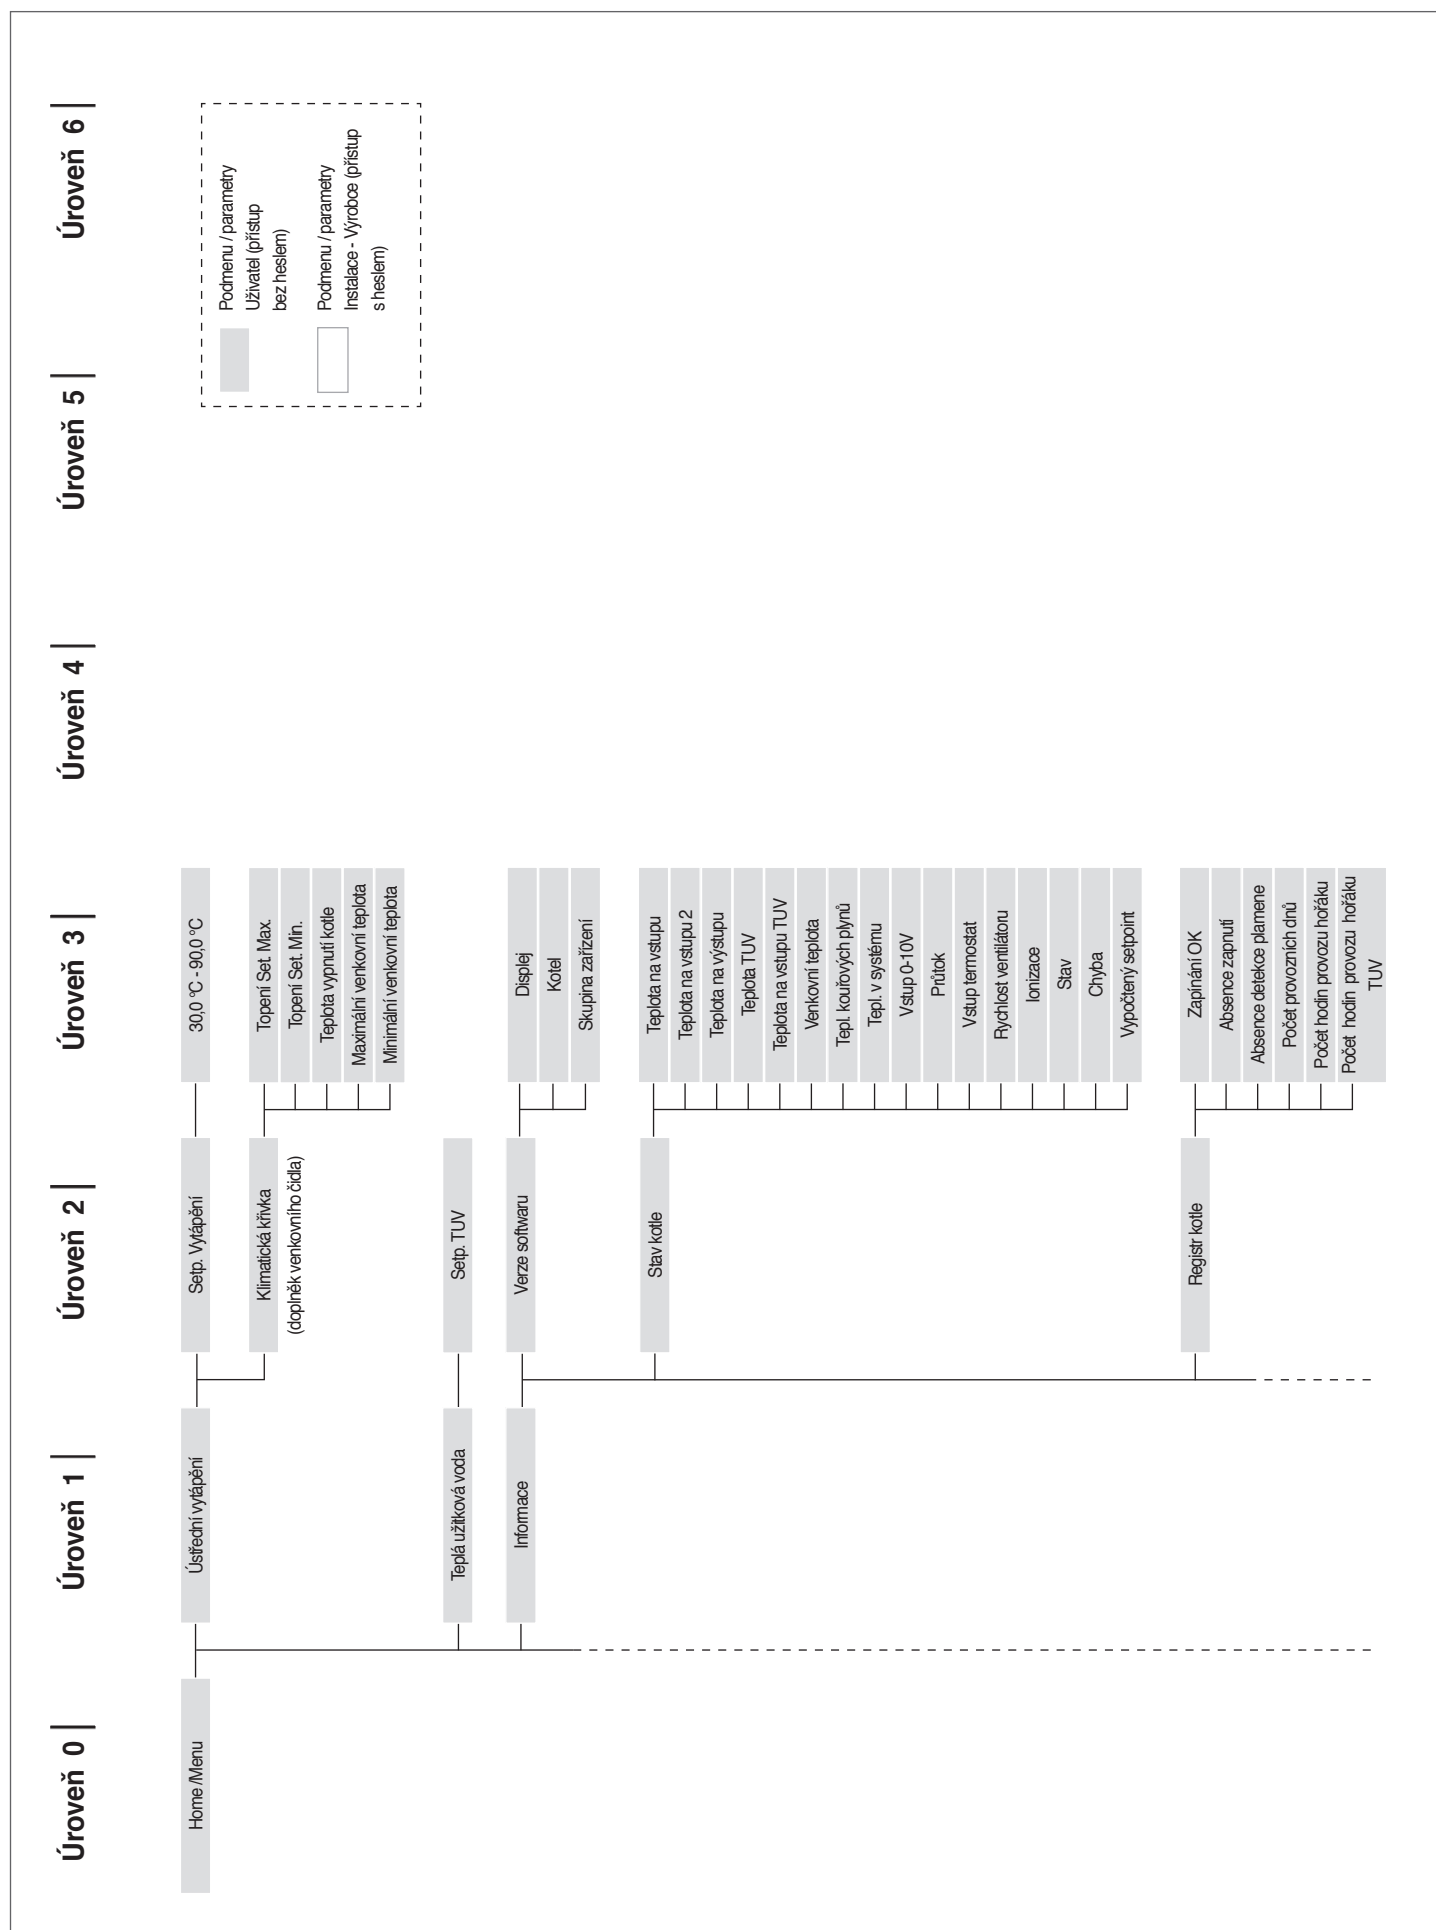 Úroveň 0
Úroveň 1
Úroveň 2
Úroveň 3
Úroveň 4
Úroveň 5
Úroveň 6
Home /Menu
Ústřední vytápění
Setp. Vytápění
30,0 °C - 90,0 °C
Klimatická křivka
(doplněk venkovního čidla)
Topení Set. Max.
Topení Set. Min.
Teplota vypnutí kotle
Maximální venkovní teplota
Minimální venkovní teplota
Teplá užitková voda
Setp. TUV
Informace
Verze softwaru
Displej
Kotel
Skupina zařízení
Stav kotle
Teplota na vstupu
Teplota na vstupu 2
Teplota na výstupu
Teplota TUV
Teplota na vstupu TUV
Venkovní teplota
Tepl. kouřových plynů
Tepl. v systému
Vstup 0-10V
Průtok
Vstup termostat
Rychlost ventilátoru
Ionizace
Stav
Chyba
Vypočtený setpoint
Registr kotle
Zapínání OK
Absence zapnutí
Absence detekce plamene
Počet provozních dnů
Počet hodin provozu hořáku
Počet hodin provozu hořáku
TUV
Podmenu / parametry
Uživatel (přístup
bez heslem)
Podmenu / parametry
Instalace - Výrobce (přístup
s heslem)